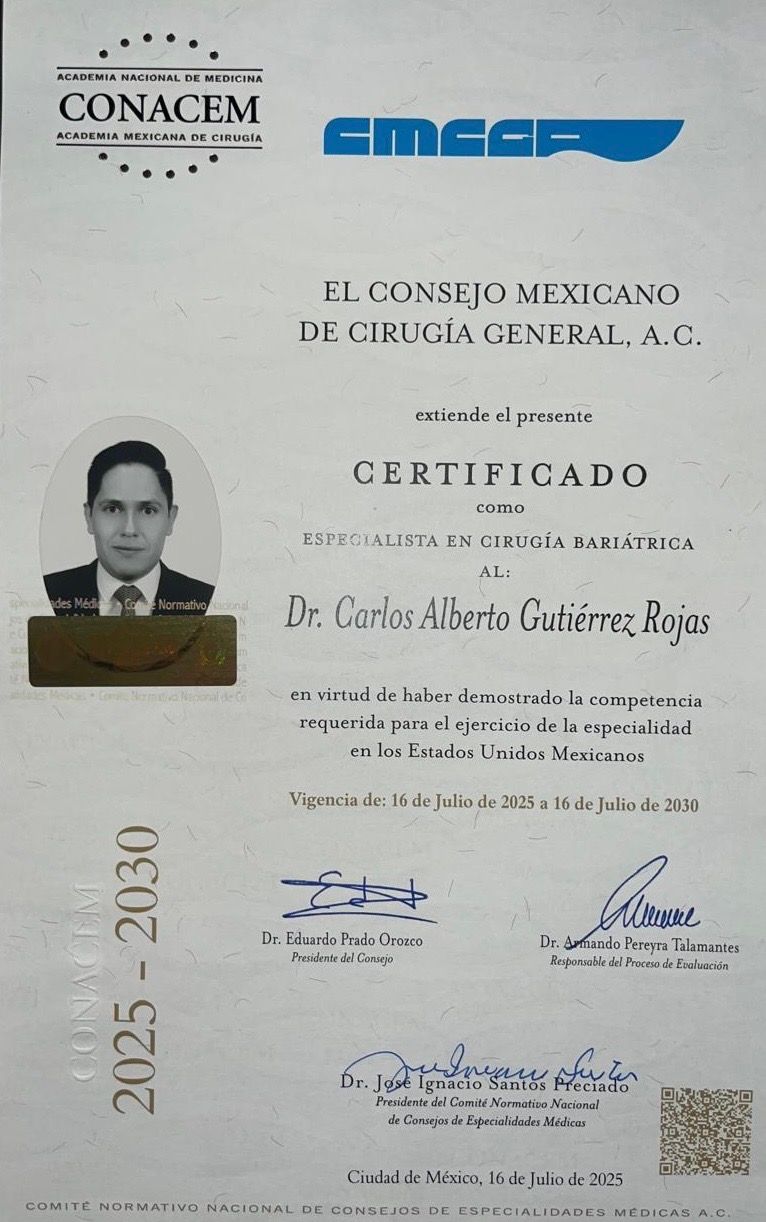 ACADEMIA NACIONAL DE MEDICINA
CONACEM
ACADEMIA MEXICANA DE CIRUGÍA
CMCGP
EL CONSEJO MEXICANO
DE CIRUGÍA GENERAL, A.C.
extiende el presente
CERTIFICADO
como
ESPECIALISTA EN CIRUGÍA BARIÁTRICA
AL:
Dr. Carlos Alberto Gutiérrez Rojas
en virtud de haber demostrado la competencia
requerida para el ejercicio de la especialidad
en los Estados Unidos Mexicanos
Vigencia de: 16 de Julio de 2025 a 16 de Julio de 2030
Dr. Eduardo Prado Orozco
Presidente del Consejo
Dr. Armando Pereyra Talamantes
Responsable del Proceso de Evaluación
Dr. José Ignacio Santos Preciado
Presidente del Comité Normativo Nacional
de Consejos de Especialidades Médicas
Ciudad de México, 16 de Julio de 2025
COMITÉ NORMATIVO NACIONAL DE CONSEJOS DE ESPECIALIDADES MÉDICAS A.C.
CONACEM
2025 - 2030